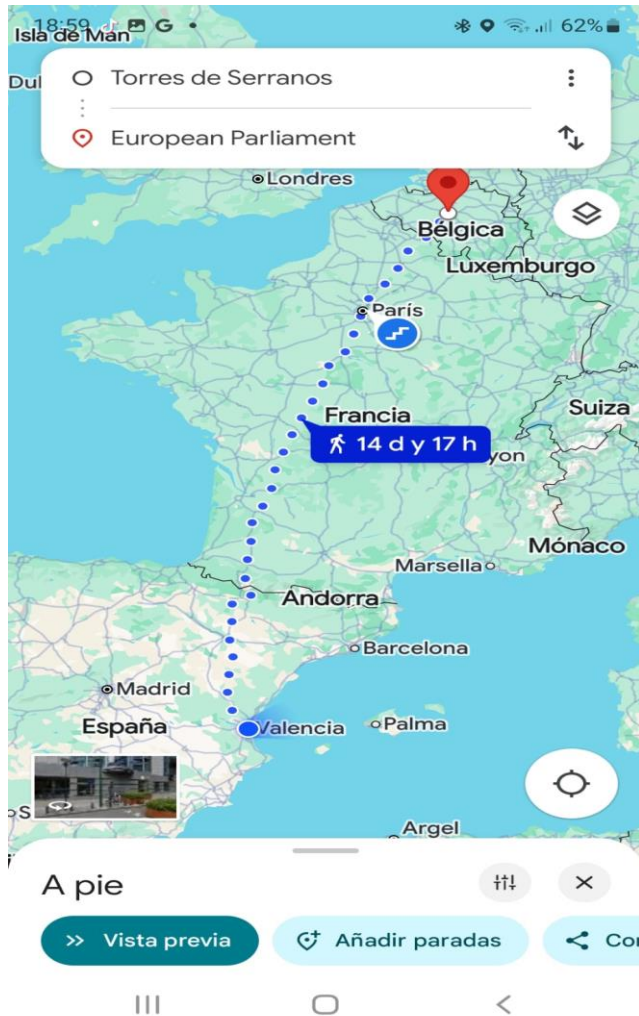 18:59 G • 62%
Isla de Man
Dul
Torres de Serranos
European Parliament
Londres
Bélgica
Luxemburgo
París
Francia
Suiza
14 d y 17 h
yon
Mónaco
Marsella
Andorra
Barcelona
Madrid
España
Valencia
Palma
S
Argel
A pie
Vista previa
Añadir paradas
Co